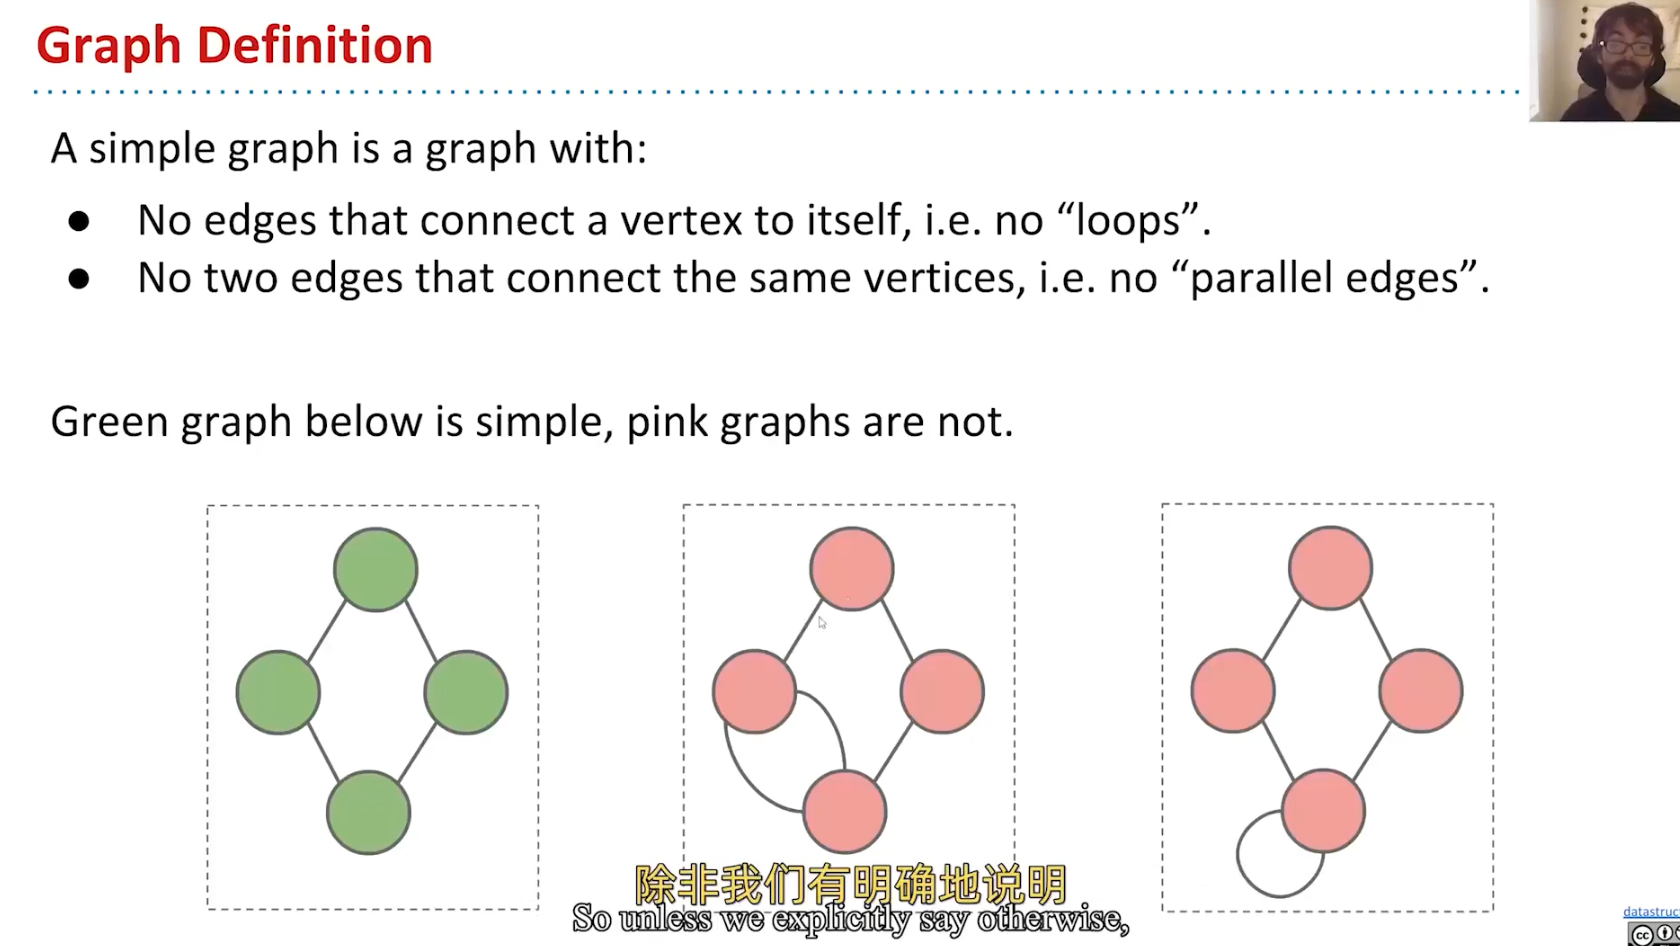 Graph Definition
A simple graph is a graph with:
● No edges that connect a vertex to itself, i.e. no “loops”.
● No two edges that connect the same vertices, i.e. no “parallel edges”.
Green graph below is simple, pink graphs are not.
除非我们有明确地说明
So unless we explicitly say otherwise,
datastruc
cc